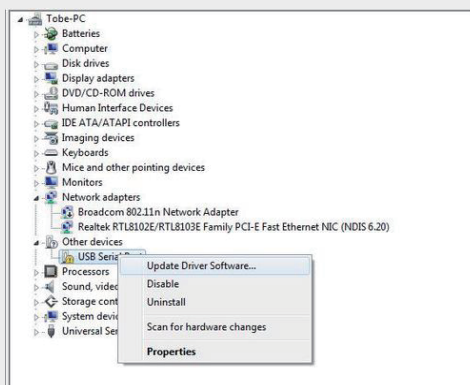 Tobe-PC
Batteries
Computer
Disk drives
Display adapters
DVD/CD-ROM drives
Human Interface Devices
IDE ATA/ATAPI controllers
Imaging devices
Keyboards
Mice and other pointing devices
Monitors
Network adapters
Broadcom 802.11n Network Adapter
Realtek RTL8102E/RTL8103E Family PCI-E Fast Ethernet NIC (NDIS 6.20)
Other devices
USB Serial
Processors
Sound, video
Storage cont
System devic
Universal Ser
Update Driver Software...
Disable
Uninstall
Scan for hardware changes
Properties